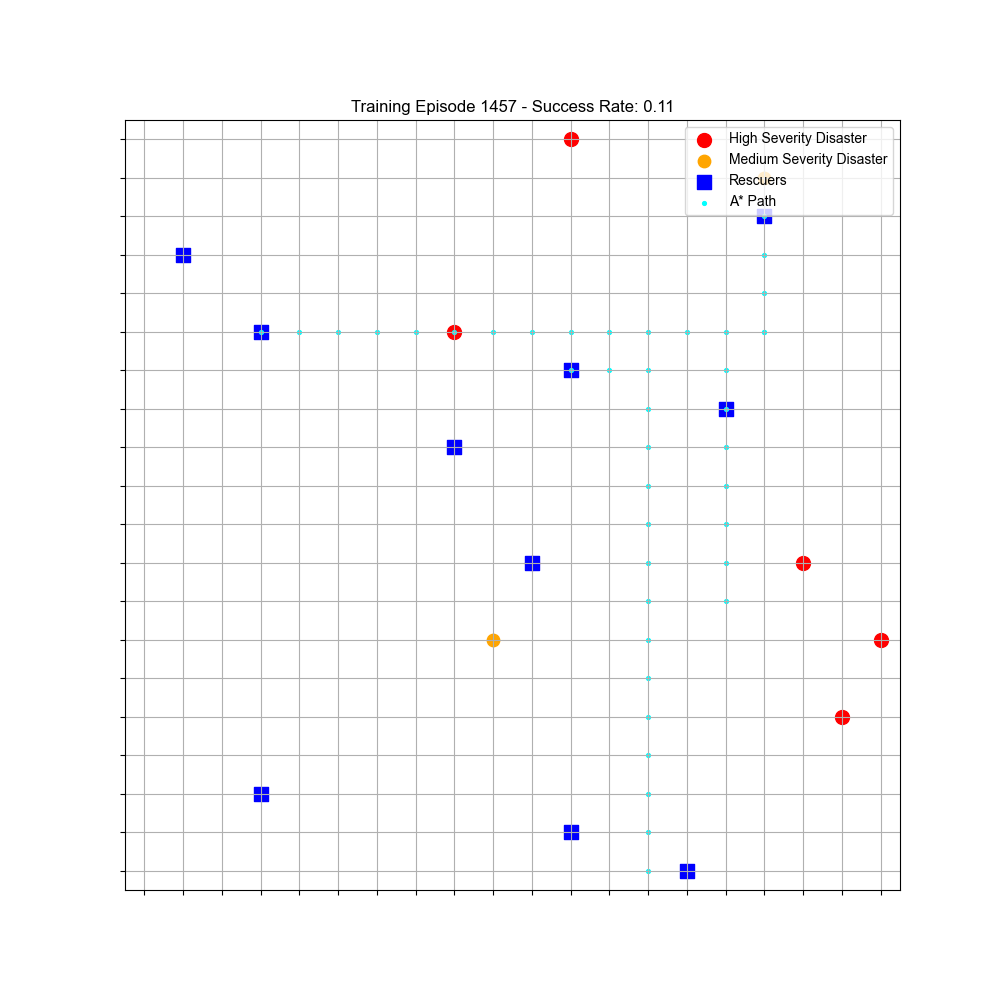 Training Episode 1457 - Success Rate: 0.11
High Severity Disaster
Medium Severity Disaster
Rescuers
A* Path